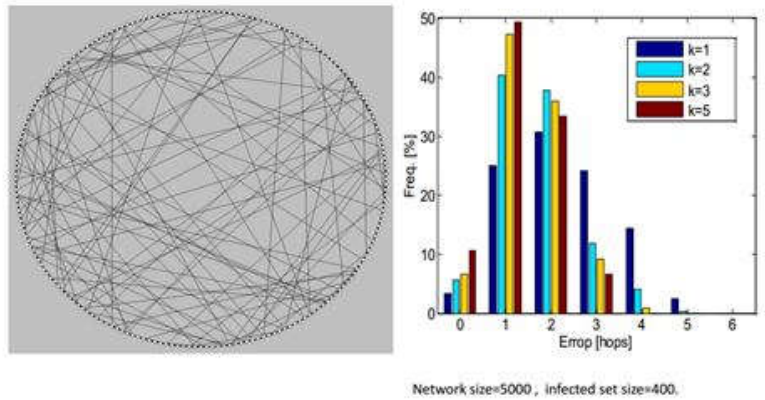 50
40
30
20
10
0
Freq. [%]
k=1
k=2
k=3
k=5
0 1 2 3 4 5 6
Errop [hops]
Network size=5000 , infected set size=400.